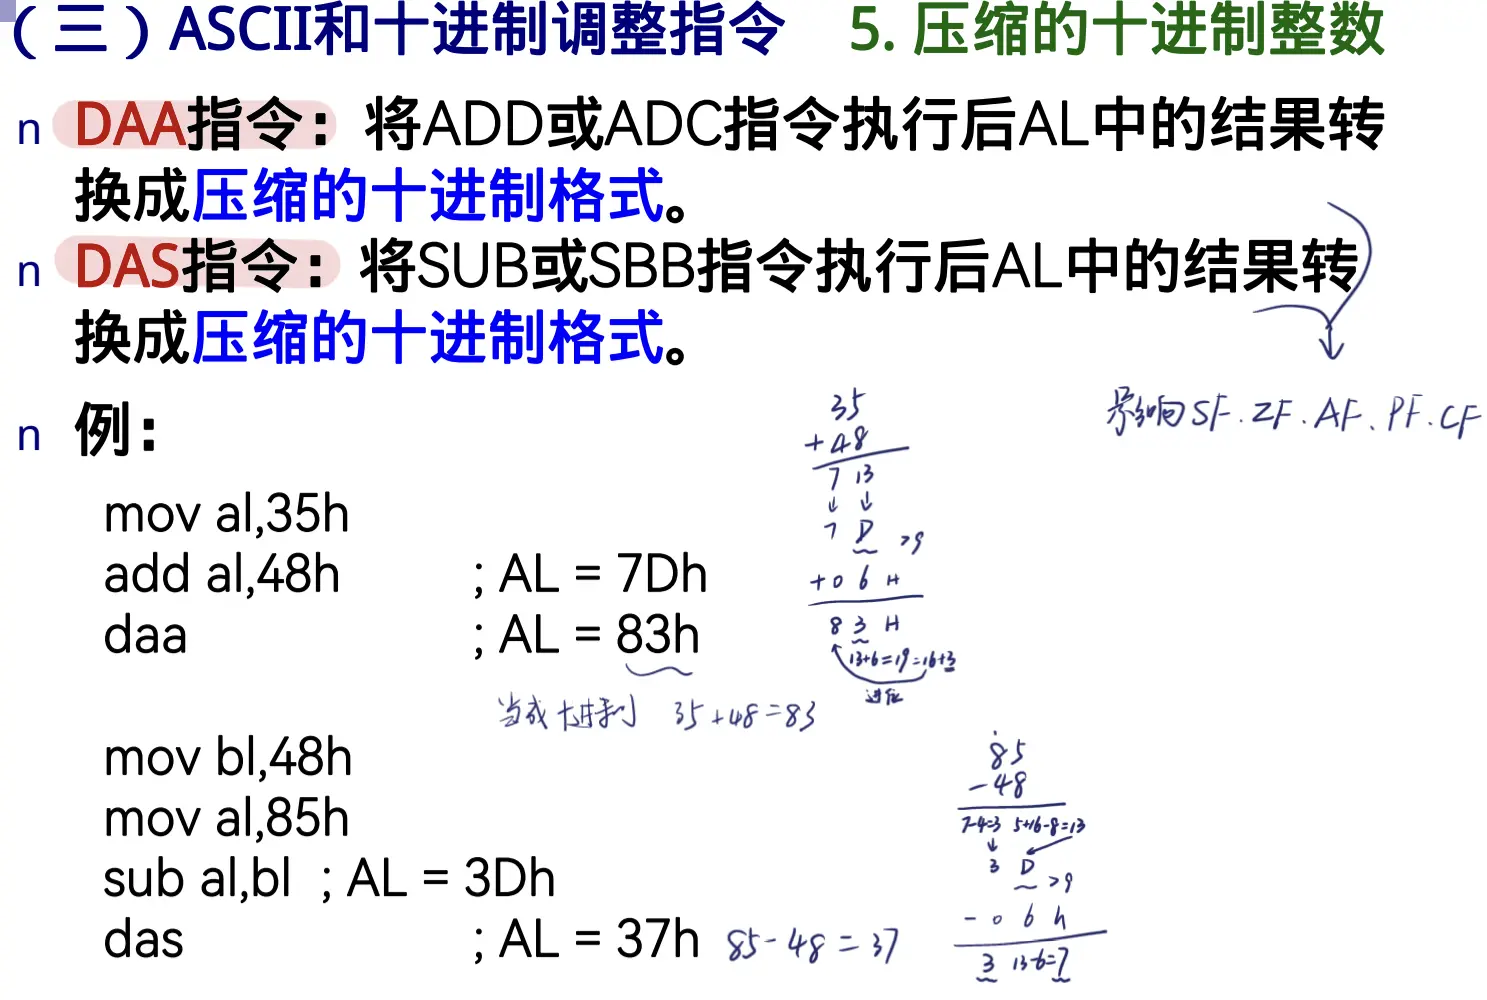 （三）ASCII和十进制调整指令 5. 压缩的十进制整数
n DAA指令：将ADD或ADC指令执行后AL中的结果转
换成压缩的十进制格式。
n DAS指令：将SUB或SBB指令执行后AL中的结果转
换成压缩的十进制格式。
影响SF.ZF.AF、PF.CF
n 例：
mov al,35h
add al,48h ; AL = 7Dh
daa ; AL = 83h
当成十进制 35+48=83
35
+48
7 13
↓ ↓
7 D >9
+0 6 H
8 3 H
13+6=19=16+3
进位
mov bl,48h
mov al,85h
sub al,bl ; AL = 3Dh
das ; AL = 37h 85-48=37
85
-48
7-4=3 5+16-8=13
↓
3 D >9
- 0 6 h
3 13-6=7